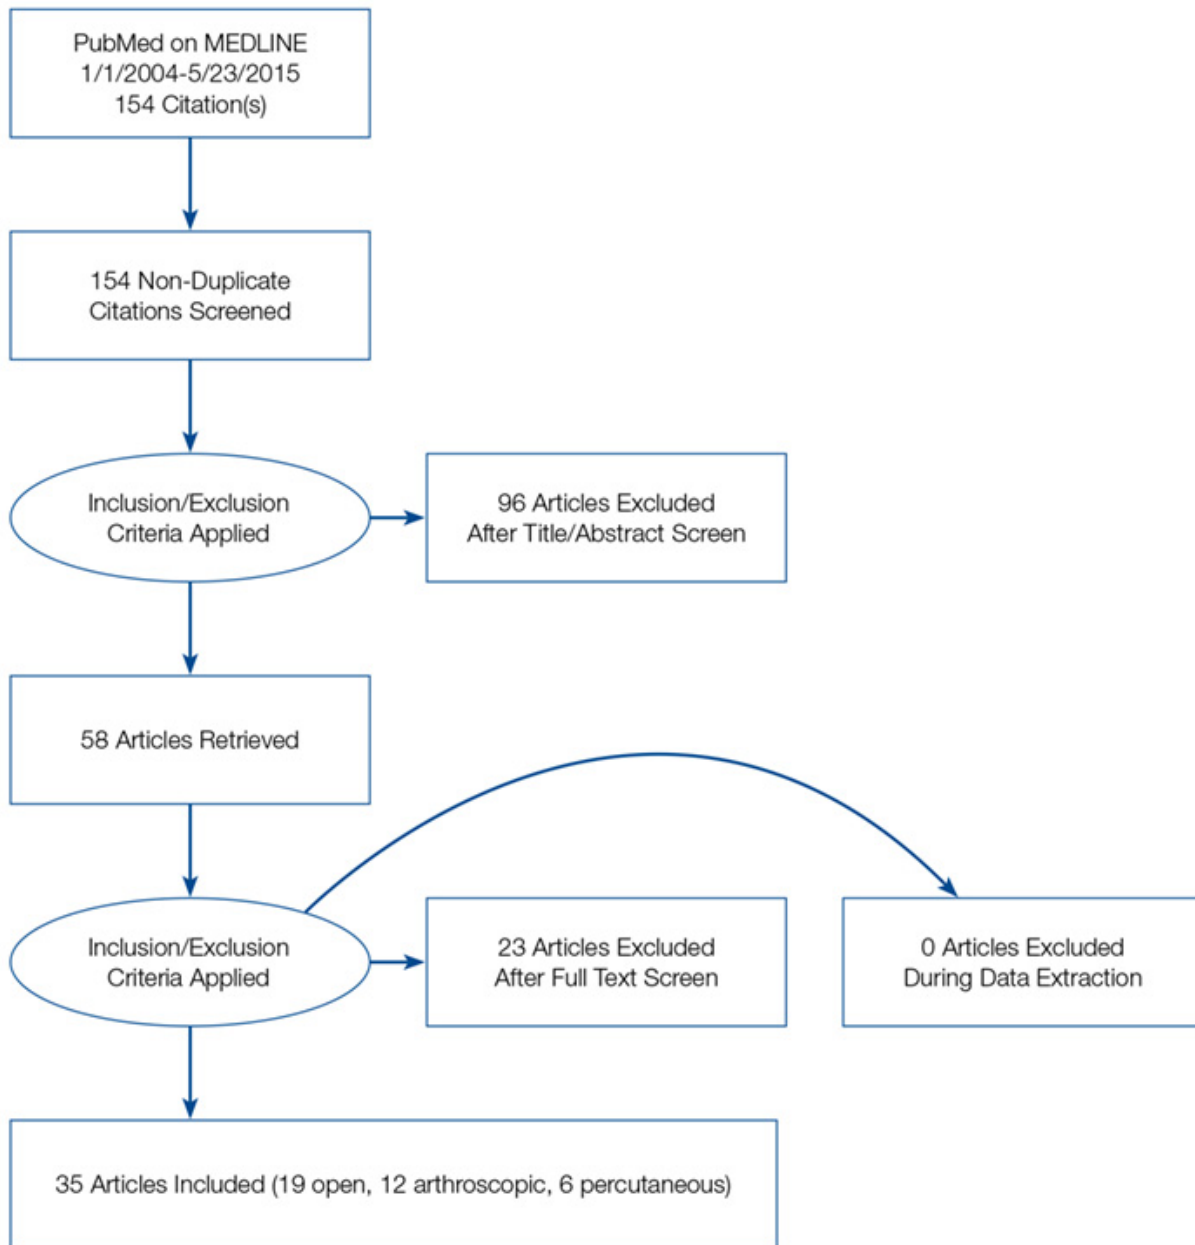 PubMed on MEDLINE
1/1/2004-5/23/2015
154 Citation(s)
154 Non-Duplicate
Citations Screened
Inclusion/Exclusion
Criteria Applied
96 Articles Excluded
After Title/Abstract Screen
58 Articles Retrieved
Inclusion/Exclusion
Criteria Applied
23 Articles Excluded
After Full Text Screen
0 Articles Excluded
During Data Extraction
35 Articles Included (19 open, 12 arthroscopic, 6 percutaneous)